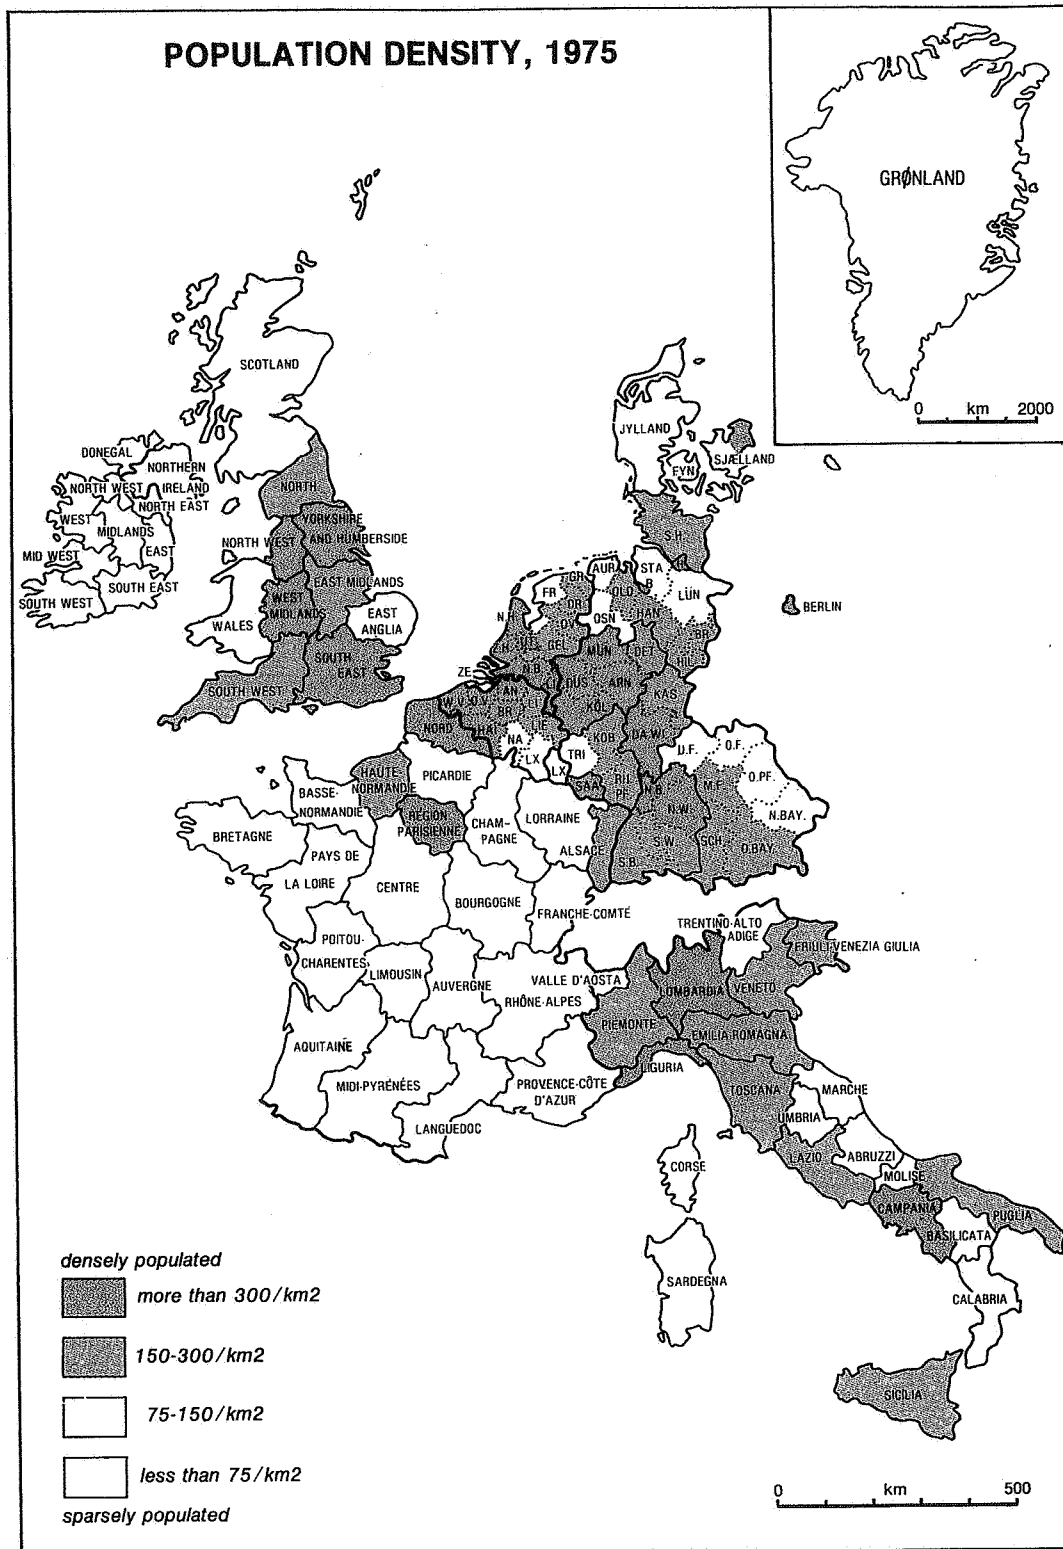 POPULATION DENSITY, 1975
GRØNLAND
0 km 2000
SCOTLAND
DONEGAL
NORTHERN
IRELAND
NORTH WEST
NORTH EAST
WEST
MIDLANDS
MID WEST
EAST
SOUTH EAST
SOUTH WEST
NORTH
YORKSHIRE
AND HUMBERSIDE
NORTH WEST
EAST MIDLANDS
WEST
MIDLANDS
WALES
EAST
ANGLIA
SOUTH
EAST
SOUTH WEST
JYLLAND
FYN
SJÆLLAND
S.H.
AUR
STA
B
LÜN
GR
FR
DR
OLD
OSN
HAN
BERLIN
N.H.
OV
GEL
MÜN
DET
BR
HIL
ZE
N.B.
LI
DUS
ARN
KAS
W.V.
O.V.
AN
BR
LI
KÖL
NORD
HAI
LIE
NA
LX
LX
TRI
KOB
DA.WI.
SAA
RH.
PF.
U.F.
O.F.
M.F.
O.PF.
N.BAY.
N.B.
N.W.
S.W.
S.B.
SCH.
O.BAY.
HAUTE-
NORMANDIE
PICARDIE
BASSE-
NORMANDIE
RÉGION
PARISIENNE
CHAM-
PAGNE
LORRAINE
ALSACE
BRETAGNE
PAYS DE
LA LOIRE
CENTRE
BOURGOGNE
FRANCHE-COMTÉ
POITOU-
CHARENTES
LIMOUSIN
AUVERGNE
RHÔNE-ALPES
AQUITAINE
MIDI-PYRÉNÉES
LANGUEDOC
PROVENCE-CÔTE
D'AZUR
CORSE
VALLE D'AOSTA
PIEMONTE
LOMBARDIA
TRENTINO-ALTO
ADIGE
FRIULI-VENEZIA GIULIA
VENETO
EMILIA-ROMAGNA
LIGURIA
TOSCANA
MARCHE
UMBRIA
LAZIO
ABRUZZI
MOLISE
CAMPANIA
PUGLIA
BASILICATA
CALABRIA
SARDEGNA
SICILIA
densely populated
more than 300/km2
150-300/km2
75-150/km2
less than 75/km2
sparsely populated
0 km 500